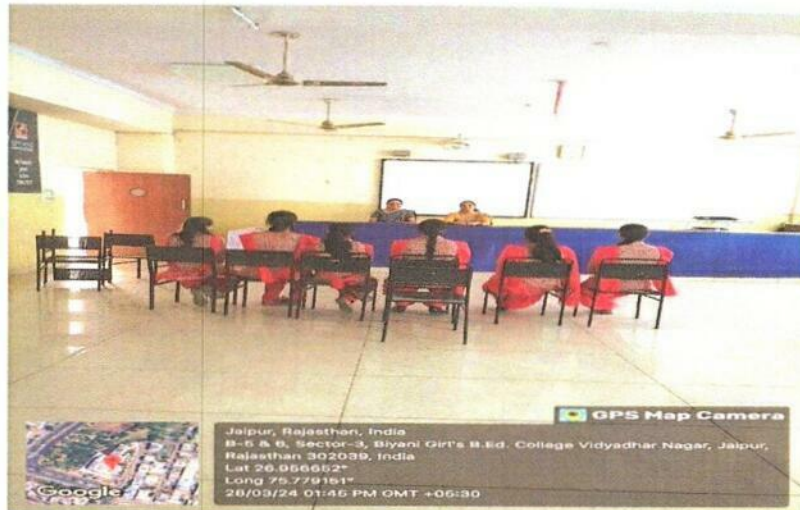 GPS Map Camera
Jaipur, Rajasthan, India
B-5 & 6, Sector-3, Biyani Girl's B.Ed. College Vidyadhar Nagar, Jaipur,
Rajasthan 302039, India
Lat 26.956652°
Long 75.779151°
28/03/24 01:45 PM GMT +05:30
Google